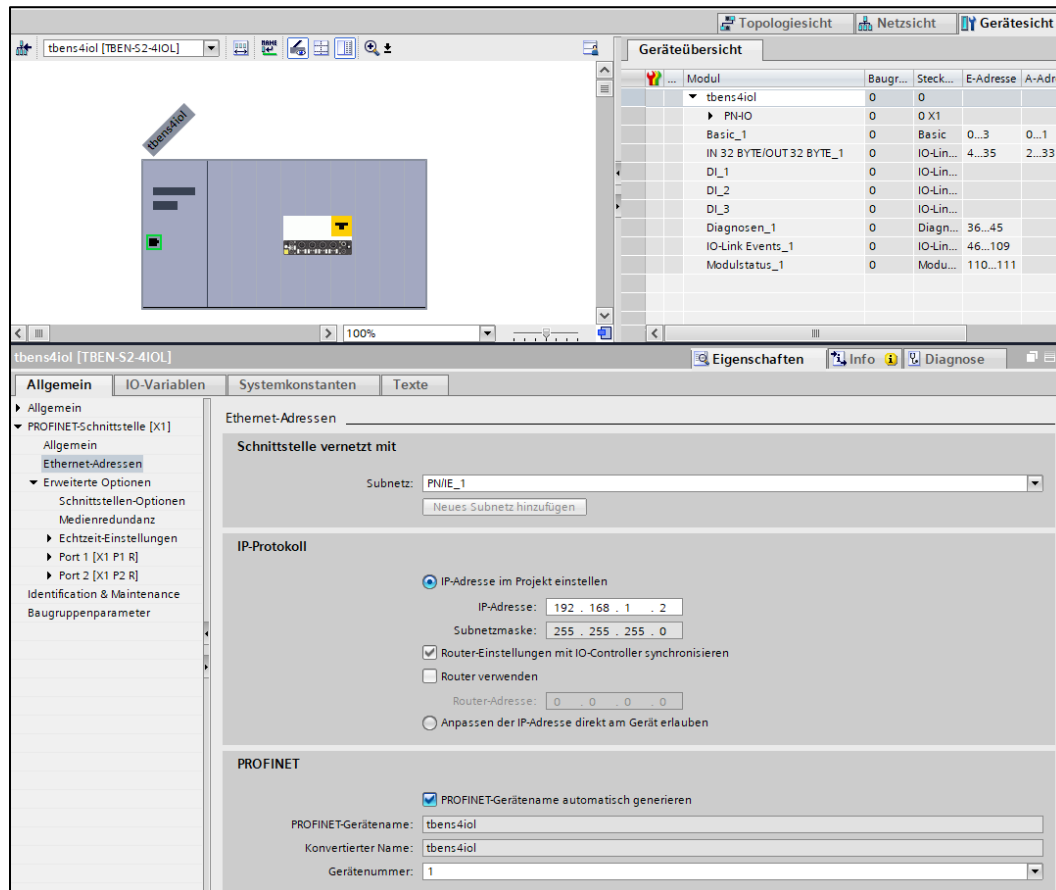 Topologiesicht Netzsicht Gerätesicht
tbens4iol [TBEN-S2-4IOL]
Geräteübersicht
... Modul Baugr... Steck... E-Adresse A-Adr
tbens4iol 0 0
PN-IO 0 0 X1
Basic_1 0 Basic 0...3 0...1
IN 32 BYTE/OUT 32 BYTE_1 0 IO-Lin... 4...35 2...33
DI_1 0 IO-Lin...
DI_2 0 IO-Lin...
DI_3 0 IO-Lin...
Diagnosen_1 0 Diagn... 36...45
IO-Link Events_1 0 IO-Lin... 46...109
Modulstatus_1 0 Modu... 110...111
tbens4iol
100%
tbens4iol [TBEN-S2-4IOL]
Eigenschaften Info Diagnose
Allgemein IO-Variablen Systemkonstanten Texte
Allgemein
PROFINET-Schnittstelle [X1]
Allgemein
Ethernet-Adressen
Erweiterte Optionen
Schnittstellen-Optionen
Medienredundanz
Echtzeit-Einstellungen
Port 1 [X1 P1 R]
Port 2 [X1 P2 R]
Identification & Maintenance
Baugruppenparameter
Ethernet-Adressen
Schnittstelle vernetzt mit
Subnetz: PN/IE_1
Neues Subnetz hinzufügen
IP-Protokoll
IP-Adresse im Projekt einstellen
IP-Adresse: 192 . 168 . 1 . 2
Subnetzmaske: 255 . 255 . 255 . 0
Router-Einstellungen mit IO-Controller synchronisieren
Router verwenden
Router-Adresse: 0 . 0 . 0 . 0
Anpassen der IP-Adresse direkt am Gerät erlauben
PROFINET
PROFINET-Gerätename automatisch generieren
PROFINET-Gerätename: tbens4iol
Konvertierter Name: tbens4iol
Gerätenummer: 1